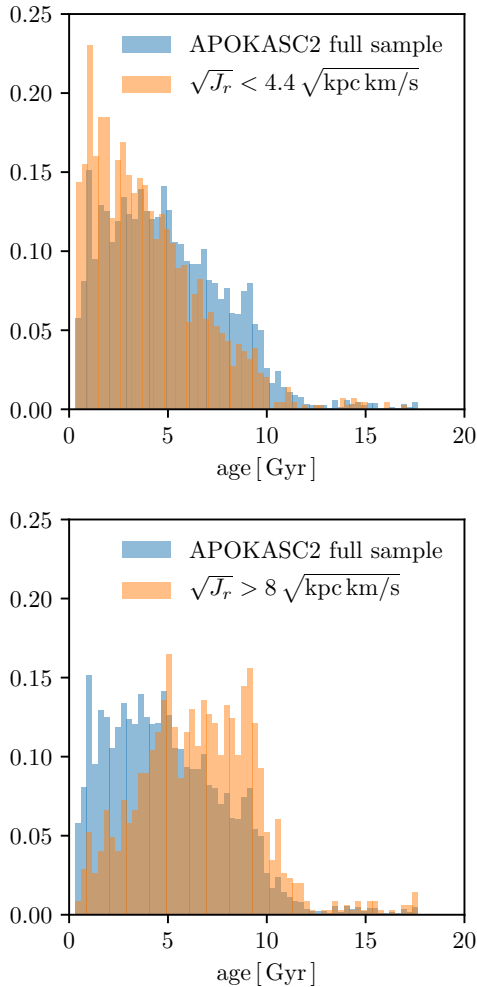 0.25
APOKASC2 full sample
√J_r < 4.4 √kpc km/s
0.20
0.15
0.10
0.05
0.00
0 5 10 15 20
age [ Gyr ]
0.25
APOKASC2 full sample
√J_r > 8 √kpc km/s
0.20
0.15
0.10
0.05
0.00
0 5 10 15 20
age [ Gyr ]